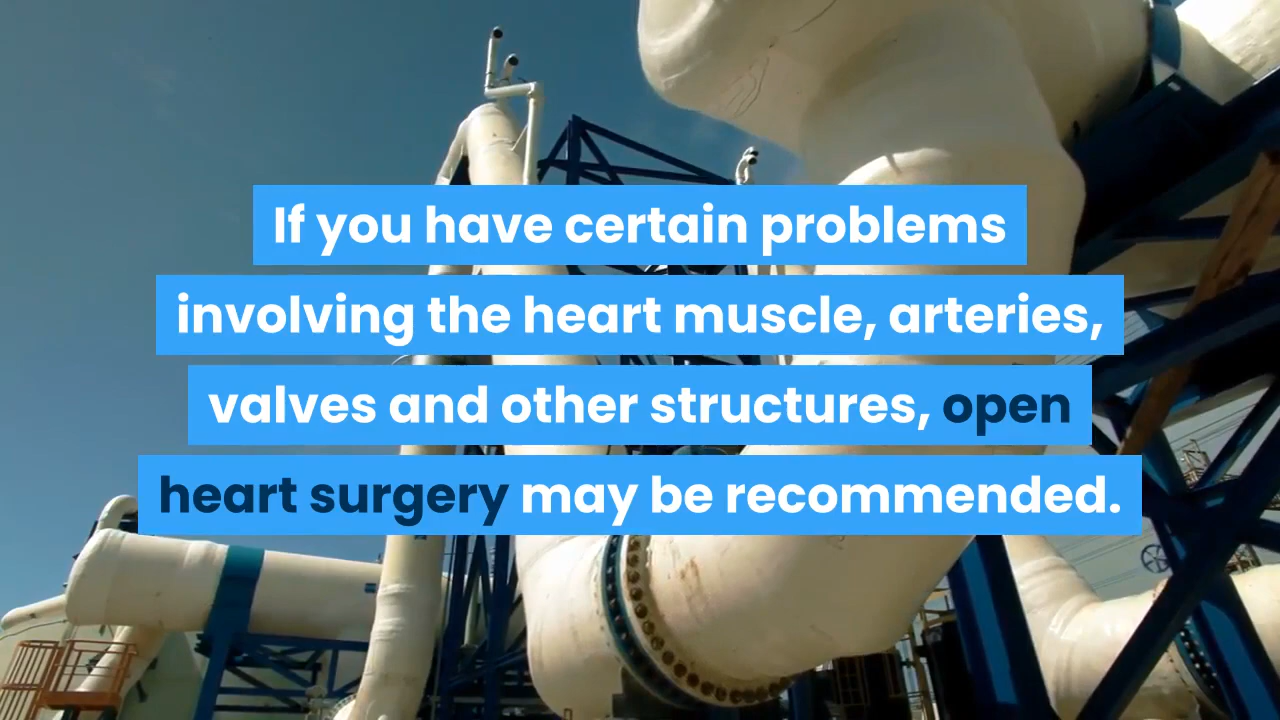 If you have certain problems
involving the heart muscle, arteries,
valves and other structures, open
heart surgery may be recommended.